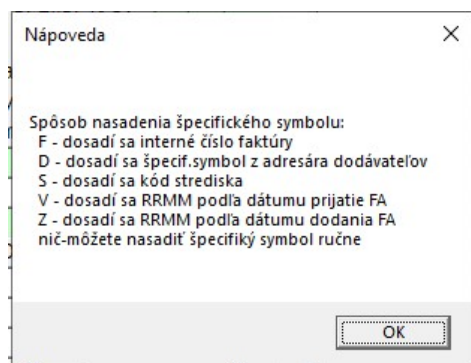 Nápoveda
Spôsob nasadenia špecifického symbolu:
F - dosadí sa interné číslo faktúry
D - dosadí sa špecif.symbol z adresára dodávateľov
S - dosadí sa kód strediska
V - dosadí sa RRMM podľa dátumu prijatie FA
Z - dosadí sa RRMM podľa dátumu dodania FA
nič-môžete nasadiť špecifiký symbol ručne
OK